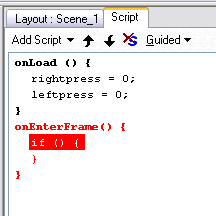 Layout : Scene_1 Script
Add Script Guided
onLoad () {
rightpress = 0;
leftpress = 0;
}
onEnterFrame() {
if () {
}
}